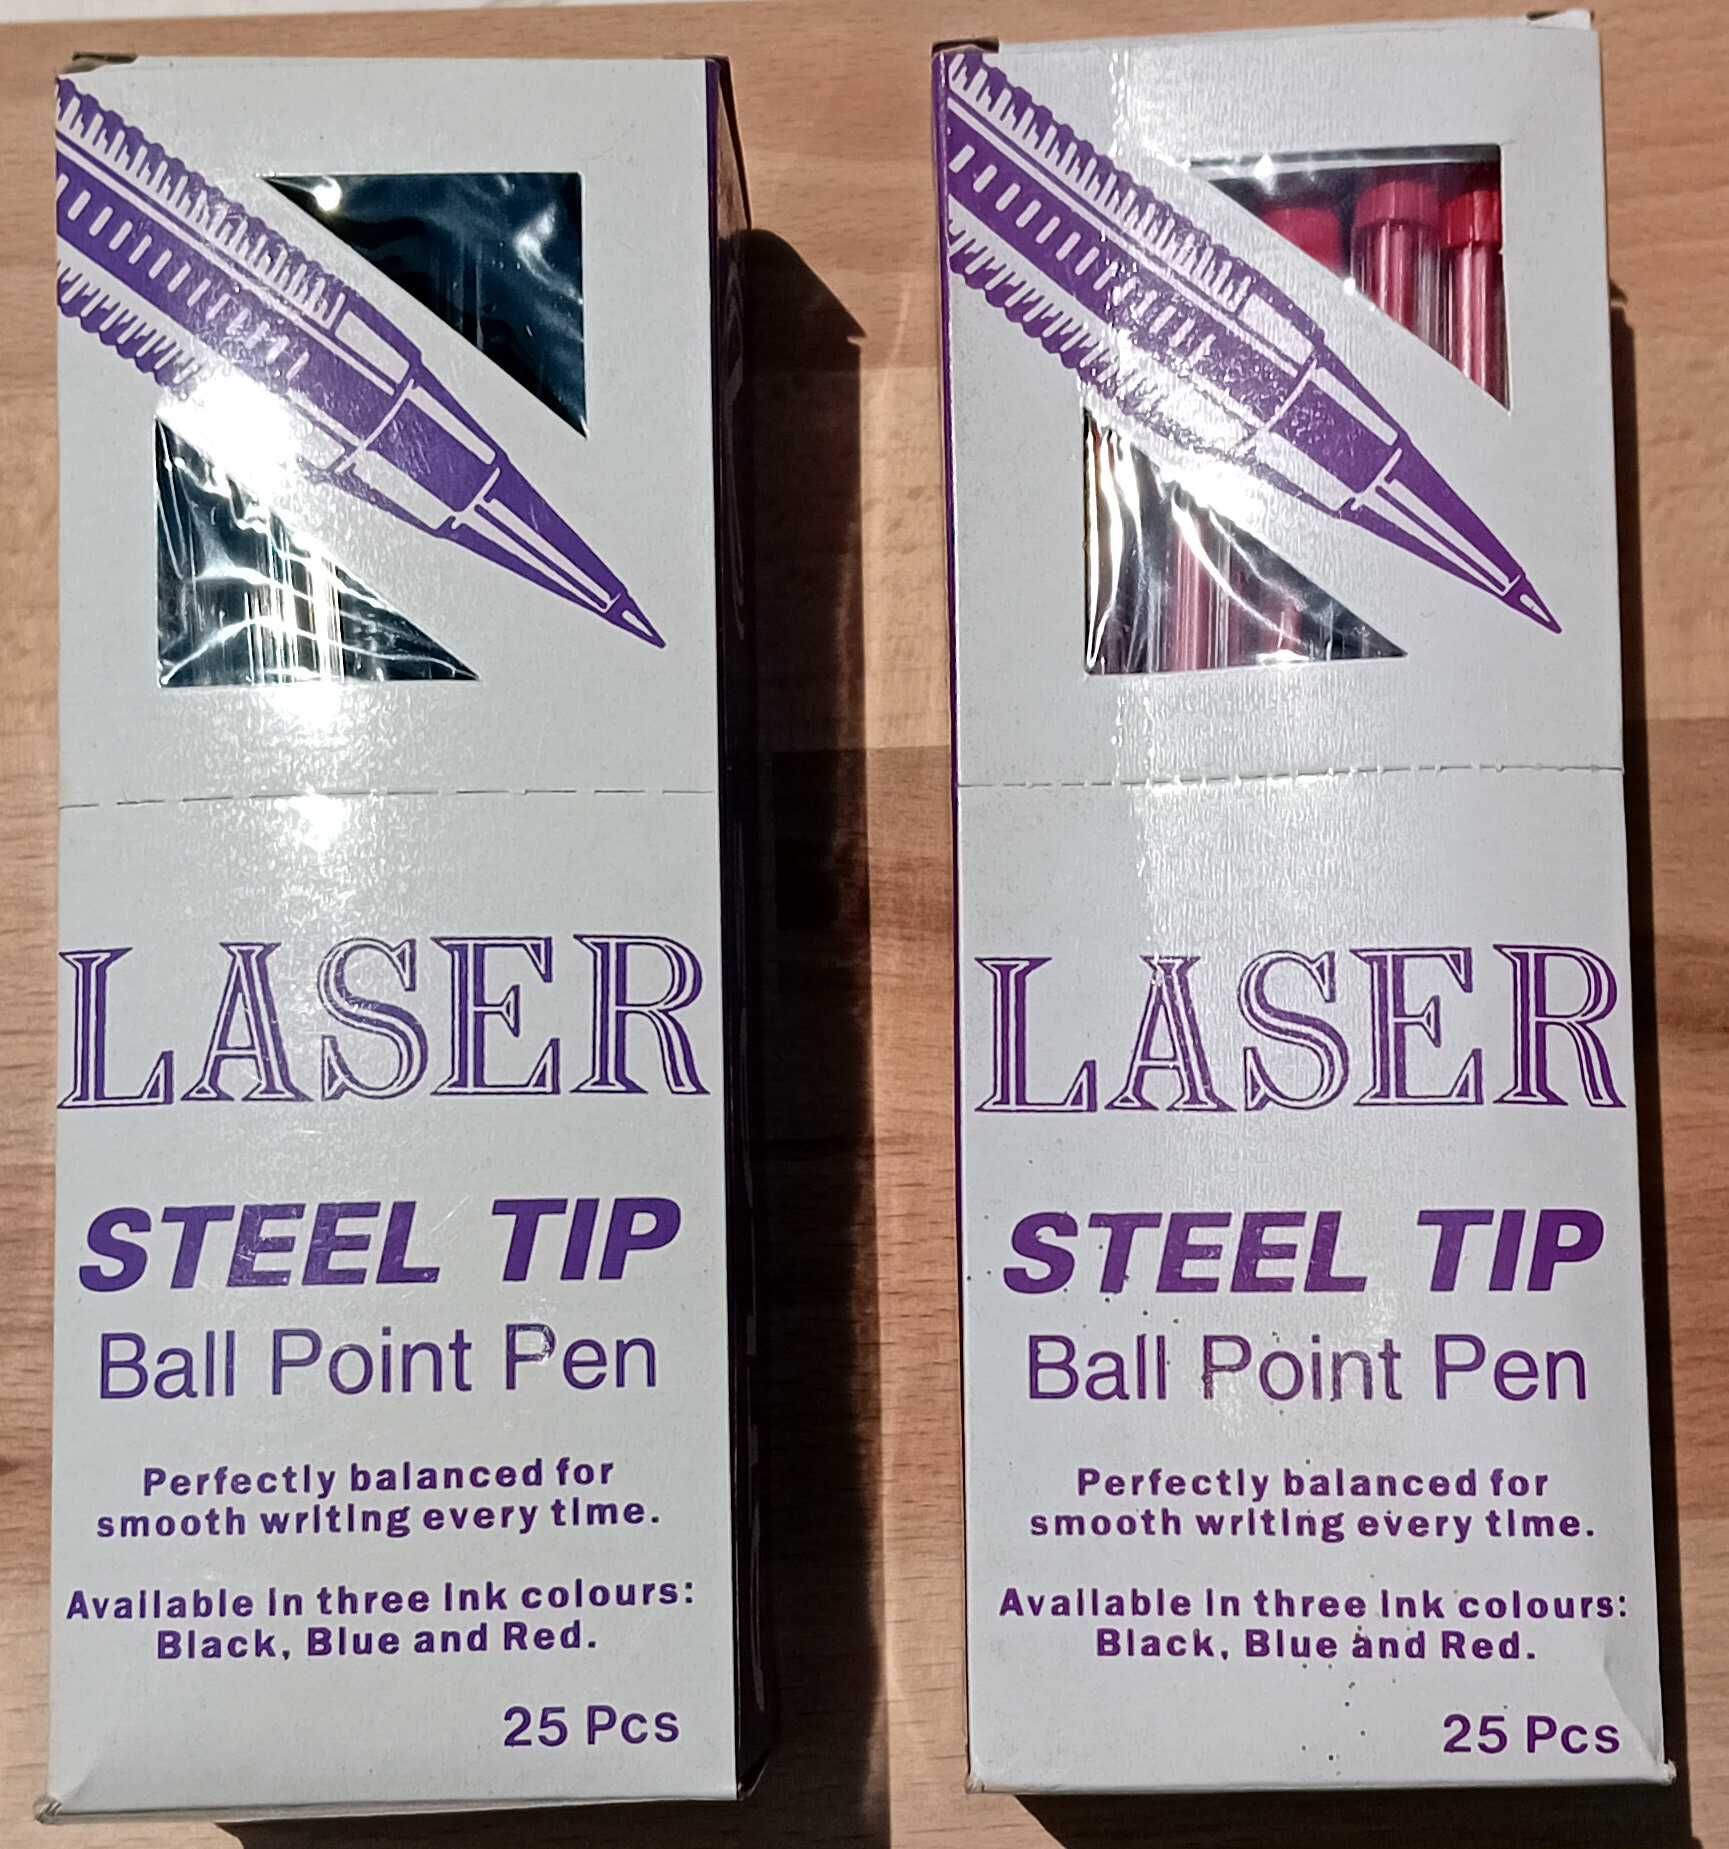 LASER
STEEL TIP
Ball Point Pen
Perfectly balanced for
smooth writing every time.
Available in three ink colours:
Black, Blue and Red.
25 Pcs
LASER
STEEL TIP
Ball Point Pen
Perfectly balanced for
smooth writing every time.
Available in three ink colours:
Black, Blue and Red.
25 Pcs